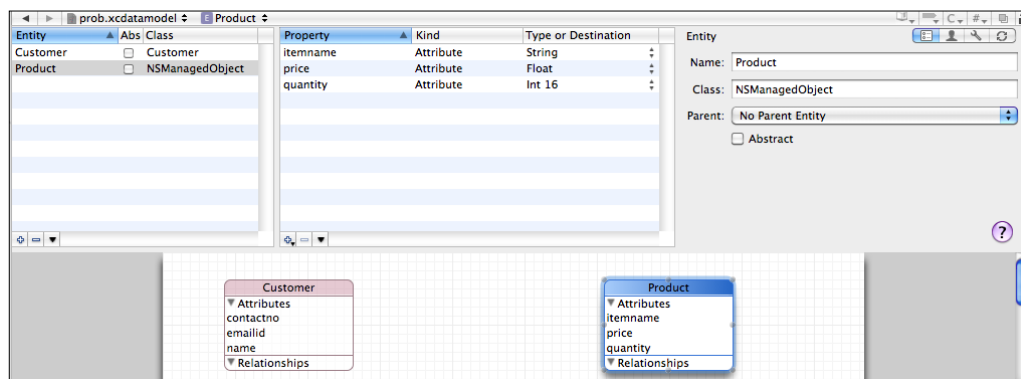 prob.xcdatamodel Product
Entity Abs Class
Customer Customer
Product NSManagedObject
Property Kind Type or Destination
itemname Attribute String
price Attribute Float
quantity Attribute Int 16
Entity
Name: Product
Class: NSManagedObject
Parent: No Parent Entity
Abstract
?
Customer
Attributes
contactno
emailid
name
Relationships
Product
Attributes
itemname
price
quantity
Relationships